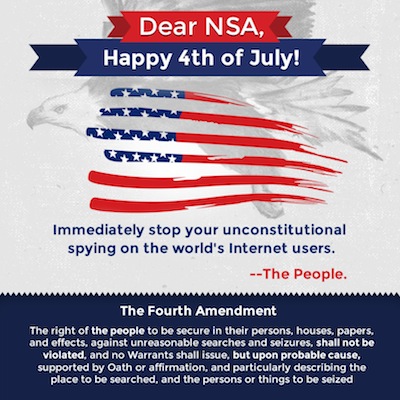 Dear NSA,
Happy 4th of July!
Immediately stop your unconstitutional
spying on the world's Internet users.
--The People.
The Fourth Amendment
The right of the people to be secure in their persons, houses, papers,
and effects, against unreasonable searches and seizures, shall not be
violated, and no Warrants shall issue, but upon probable cause,
supported by Oath or affirmation, and particularly describing the
place to be searched, and the persons or things to be seized